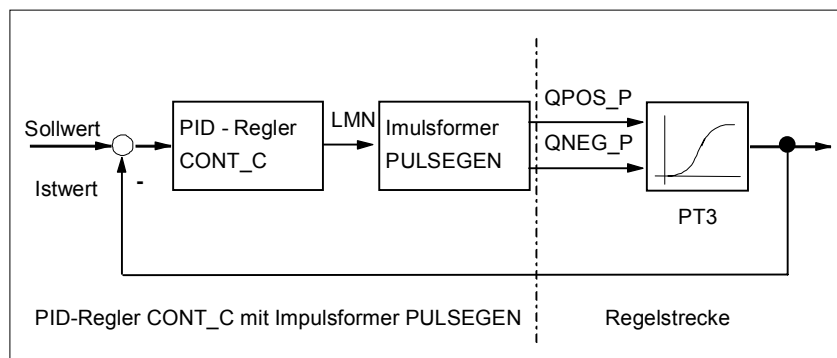 Sollwert
Istwert
-
PID - Regler
CONT_C
LMN
Imulsformer
PULSEGEN
QPOS_P
QNEG_P
PT3
PID-Regler CONT_C mit Impulsformer PULSEGEN
Regelstrecke